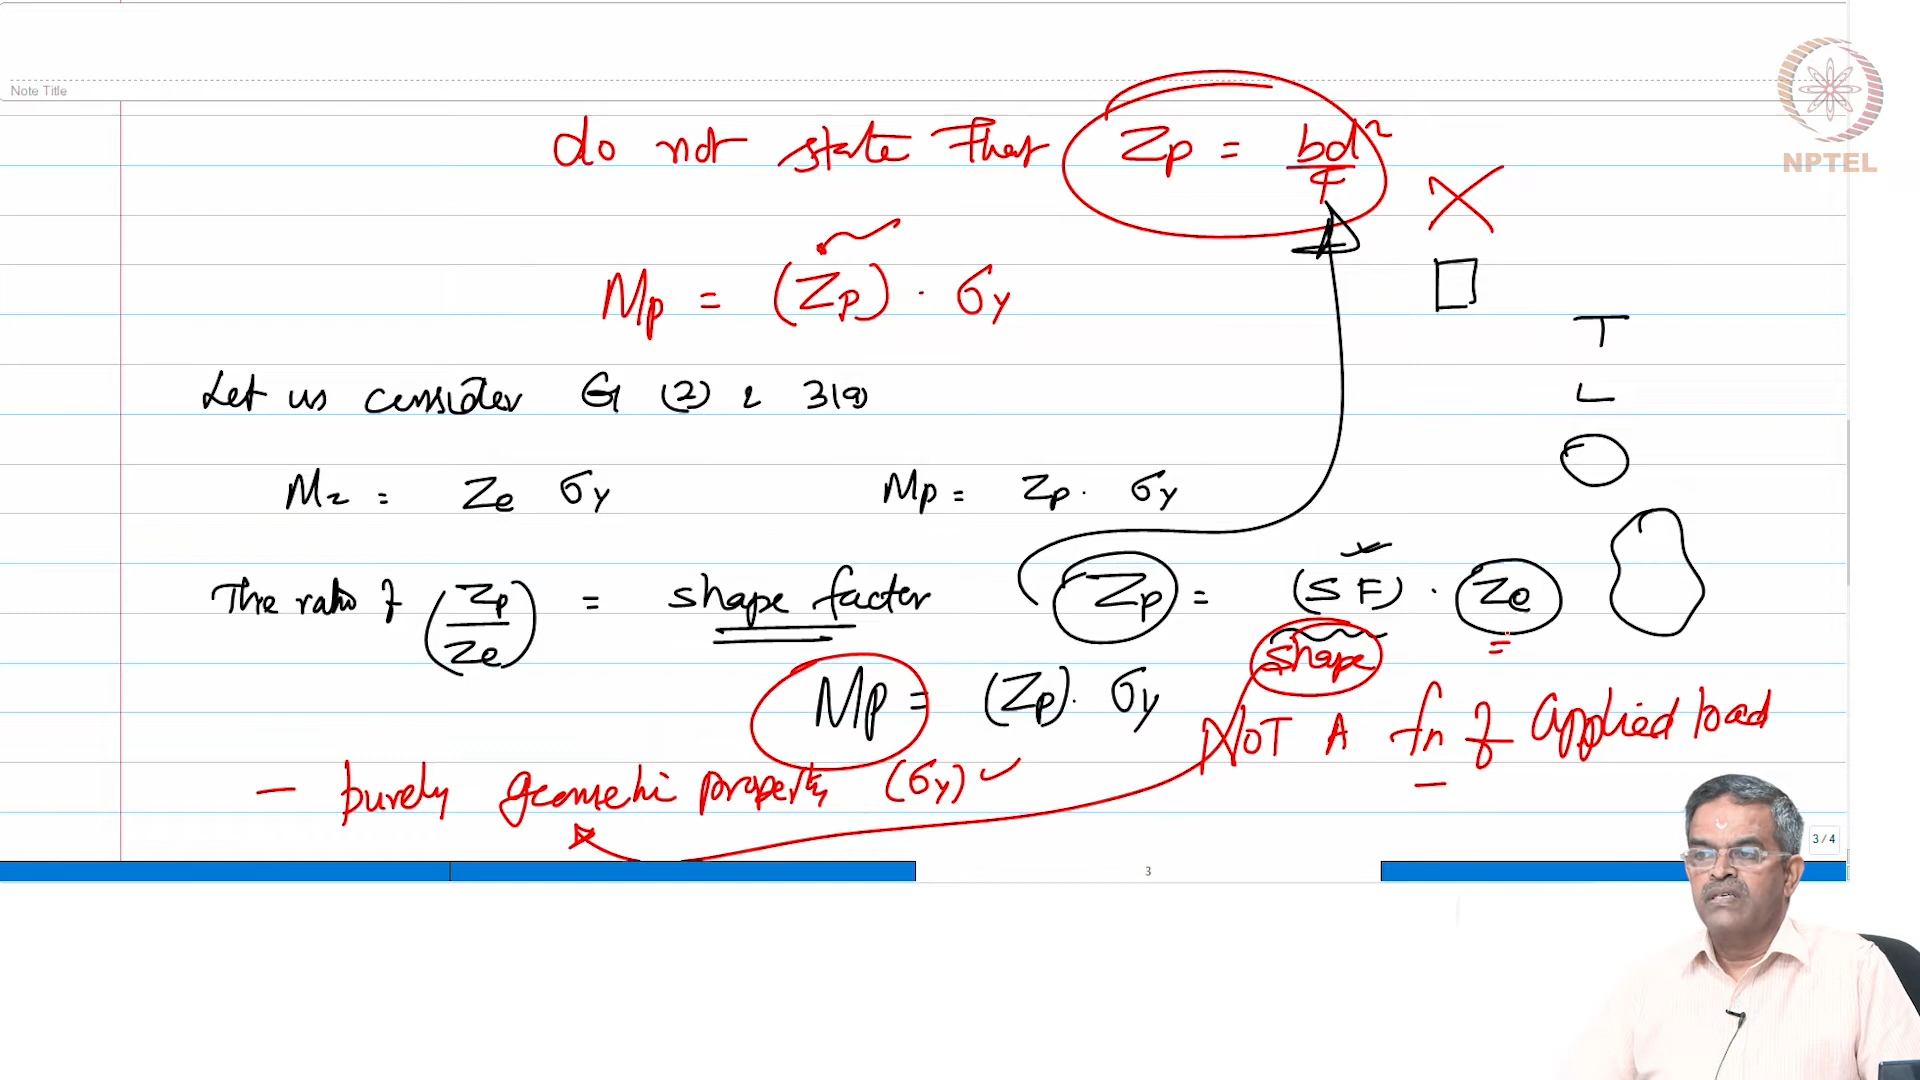 Note Title
NPTEL
do not state that Zp = bd²/4 X
Mp = (Zp) · σy
Let us consider Eq (2) & 3(a)
M2 = Ze σy Mp = Zp · σy
The ratio of (Zp/Ze) = shape factor Zp = (SF) · Ze
shape
Mp = (Zp) · σy
NOT A fn of applied load
– purely geometric property (σy) ✓
3/4
3